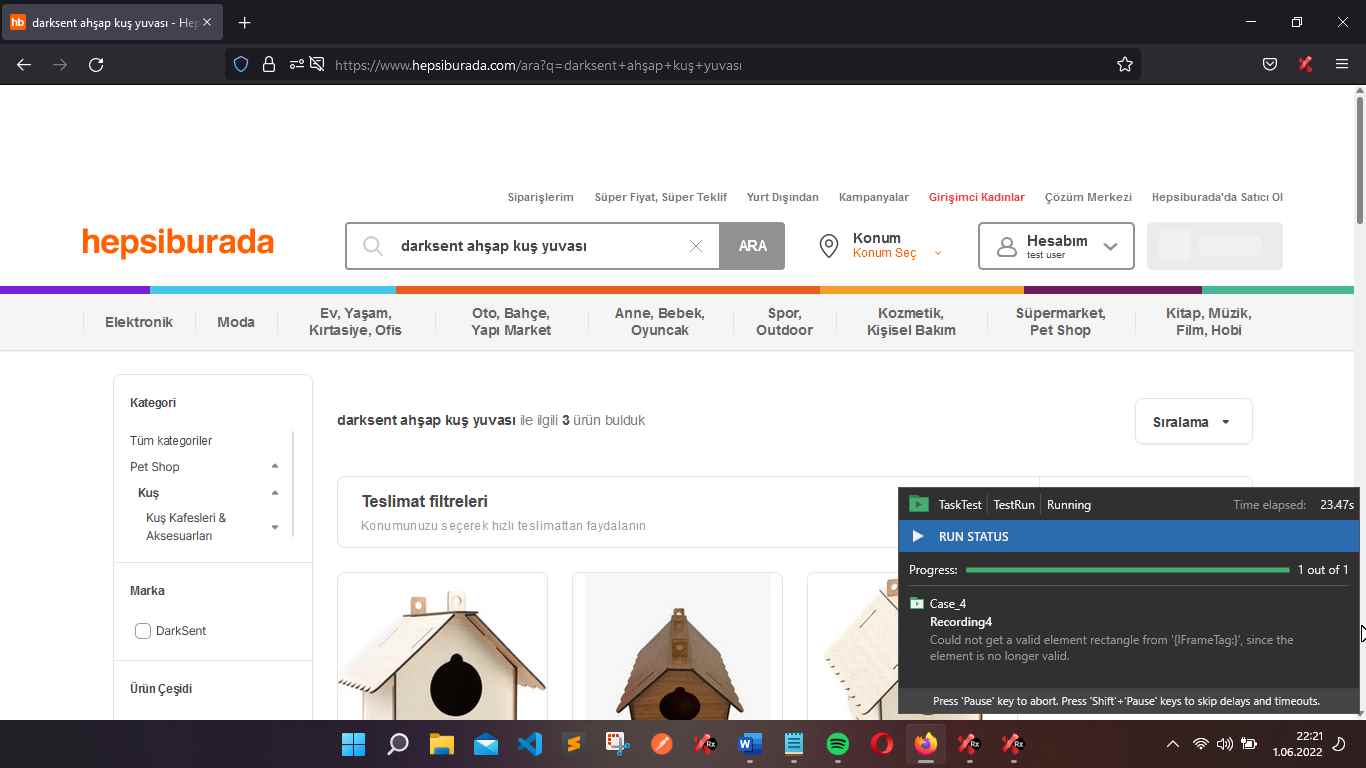 hb darksent ahşap kuş yuvası - Hep
https://www.hepsiburada.com/ara?q=darksent+ahşap+kuş+yuvası
Siparişlerim Süper Fiyat, Süper Teklif Yurt Dışından Kampanyalar Girişimci Kadınlar Çözüm Merkezi Hepsiburada'da Satıcı Ol
hepsiburada
darksent ahşap kuş yuvası
ARA
Konum
Konum Seç
Hesabım
test user
Elektronik
Moda
Ev, Yaşam,
Kırtasiye, Ofis
Oto, Bahçe,
Yapı Market
Anne, Bebek,
Oyuncak
Spor,
Outdoor
Kozmetik,
Kişisel Bakım
Süpermarket,
Pet Shop
Kitap, Müzik,
Film, Hobi
Kategori
Tüm kategoriler
Pet Shop
Kuş
Kuş Kafesleri &
Aksesuarları
Marka
DarkSent
Ürün Çeşidi
darksent ahşap kuş yuvası ile ilgili 3 ürün bulduk
Sıralama
Teslimat filtreleri
Konumunuzu seçerek hızlı teslimattan faydalanın
TaskTest TestRun Running Time elapsed: 23.47s
RUN STATUS
Progress: 1 out of 1
Case_4
Recording4
Could not get a valid element rectangle from '{IFrameTag:}', since the
element is no longer valid.
Press 'Pause' key to abort. Press 'Shift'+'Pause' keys to skip delays and timeouts.
Rx
Rx
Rx
22:21
1.06.2022